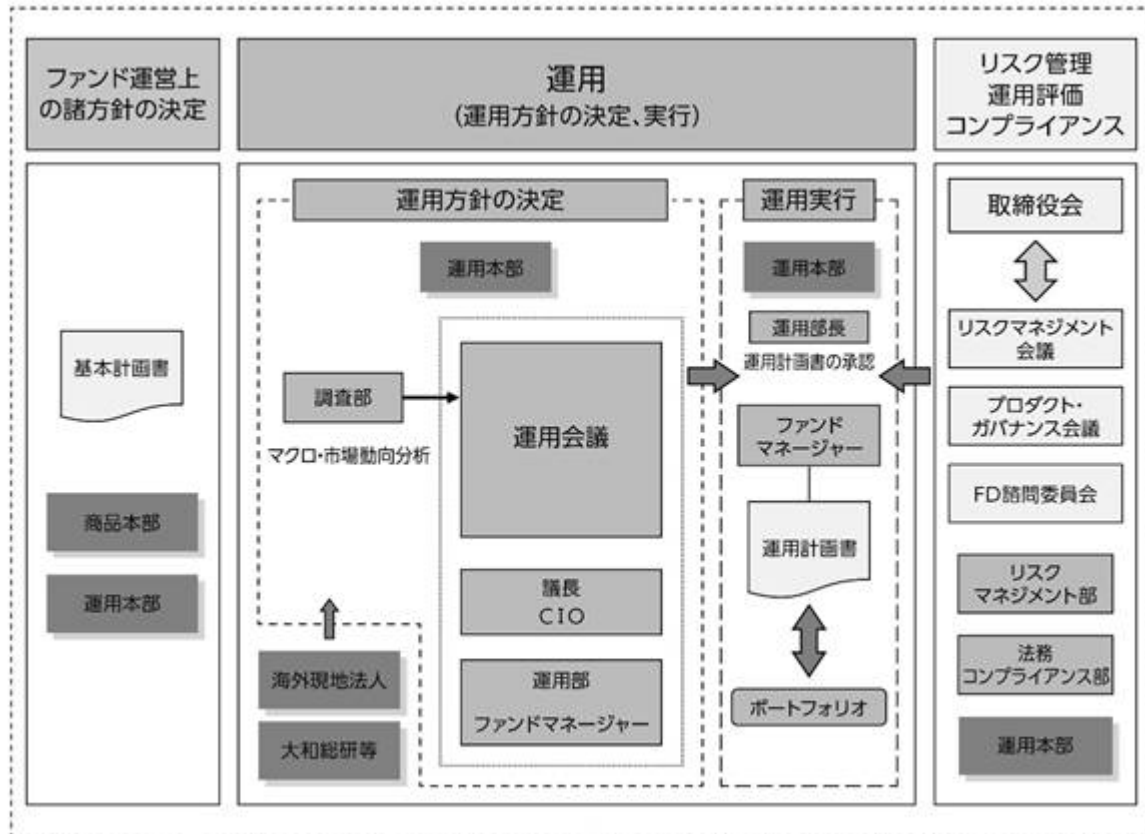 ファンド運営上
の諸方針の決定
運用
(運用方針の決定、実行)
リスク管理
運用評価
コンプライアンス
基本計画書
商品本部
運用本部
運用方針の決定
運用本部
調査部
マクロ・市場動向分析
運用会議
議長
CIO
運用部
ファンドマネージャー
海外現地法人
大和総研等
運用実行
運用本部
運用部長
運用計画書の承認
ファンド
マネージャー
運用計画書
ポートフォリオ
取締役会
リスクマネジメント
会議
プロダクト・
ガバナンス会議
FD諮問委員会
リスク
マネジメント部
法務
コンプライアンス部
運用本部